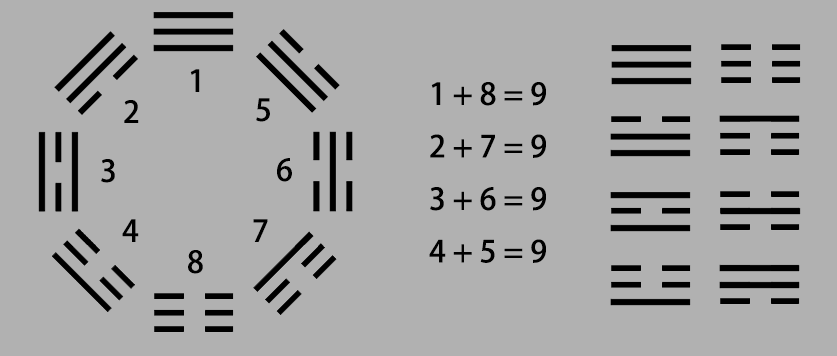 1
2
5
3
6
4
7
8
1 + 8 = 9
2 + 7 = 9
3 + 6 = 9
4 + 5 = 9